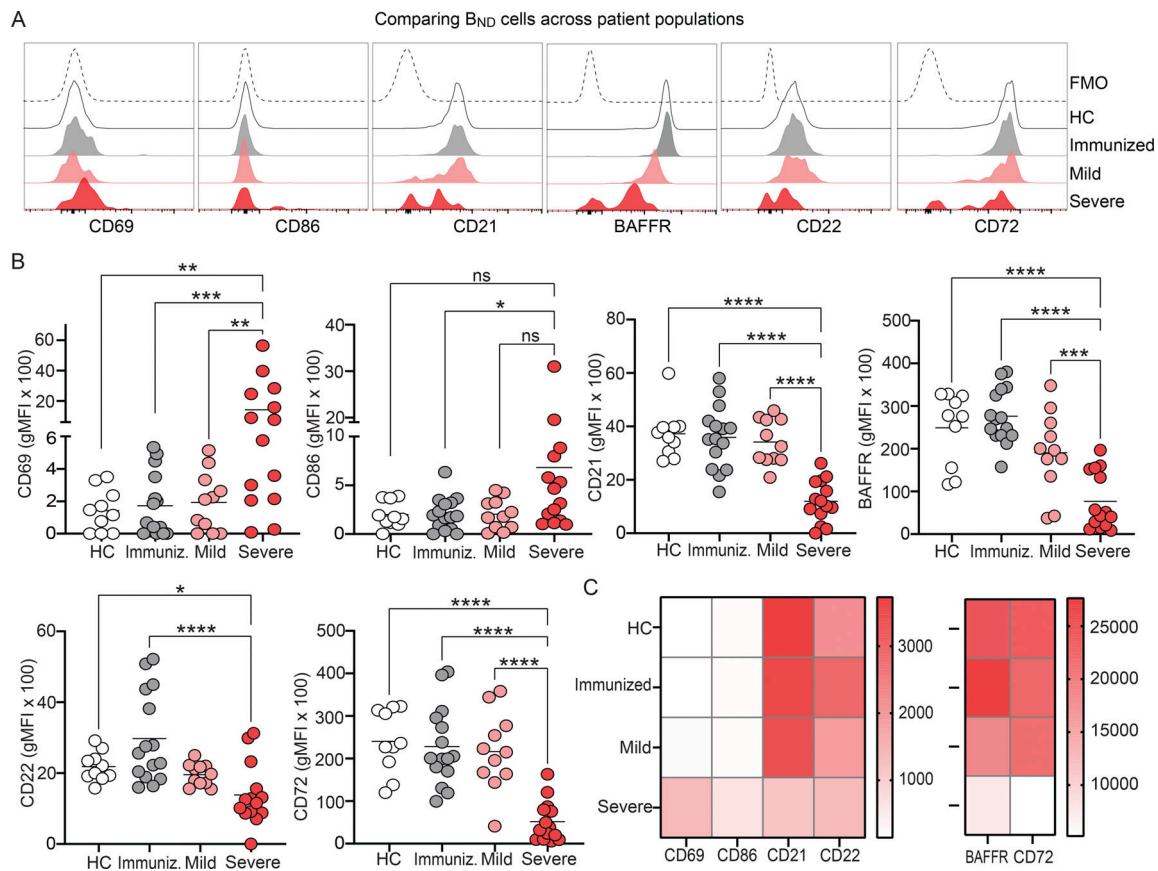 A
Comparing BND cells across patient populations
FMO
HC
Immunized
Mild
Severe
CD69 CD86 CD21 BAFFR CD22 CD72
B
** *** **
60
40
20
6
4
2
0
CD69 (gMFI x 100)
HC Immuniz. Mild Severe
ns * ns
40
30
20
10
5
0
CD86 (gMFI x 100)
HC Immuniz. Mild Severe
**** **** ****
80
60
40
20
0
CD21 (gMFI x 100)
HC Immuniz. Mild Severe
**** **** ***
500
400
300
200
100
0
BAFFR (gMFI x 100)
HC Immuniz. Mild Severe
* ****
60
40
20
0
CD22 (gMFI x 100)
HC Immuniz. Mild Severe
**** **** ****
500
400
300
200
100
0
CD72 (gMFI x 100)
HC Immuniz. Mild Severe
C
HC
Immunized
Mild
Severe
CD69 CD86 CD21 CD22
3000
2000
1000
BAFFR CD72
25000
20000
15000
10000